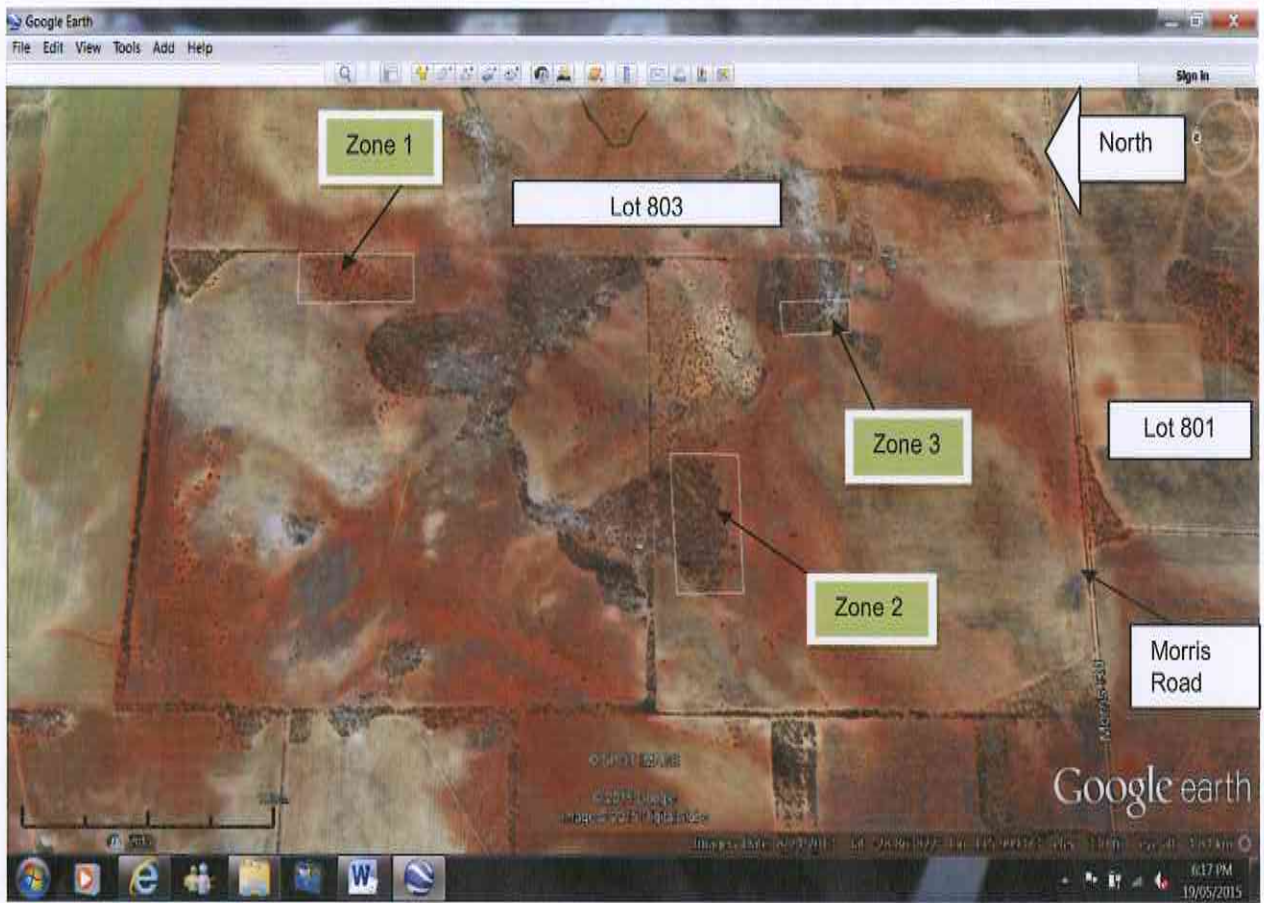 Google Earth
File Edit View Tools Add Help
Sign in
Zone 1
North
Lot 803
Lot 801
Zone 3
Zone 2
Morris
Road
Google earth
6:17 PM
19/05/2015